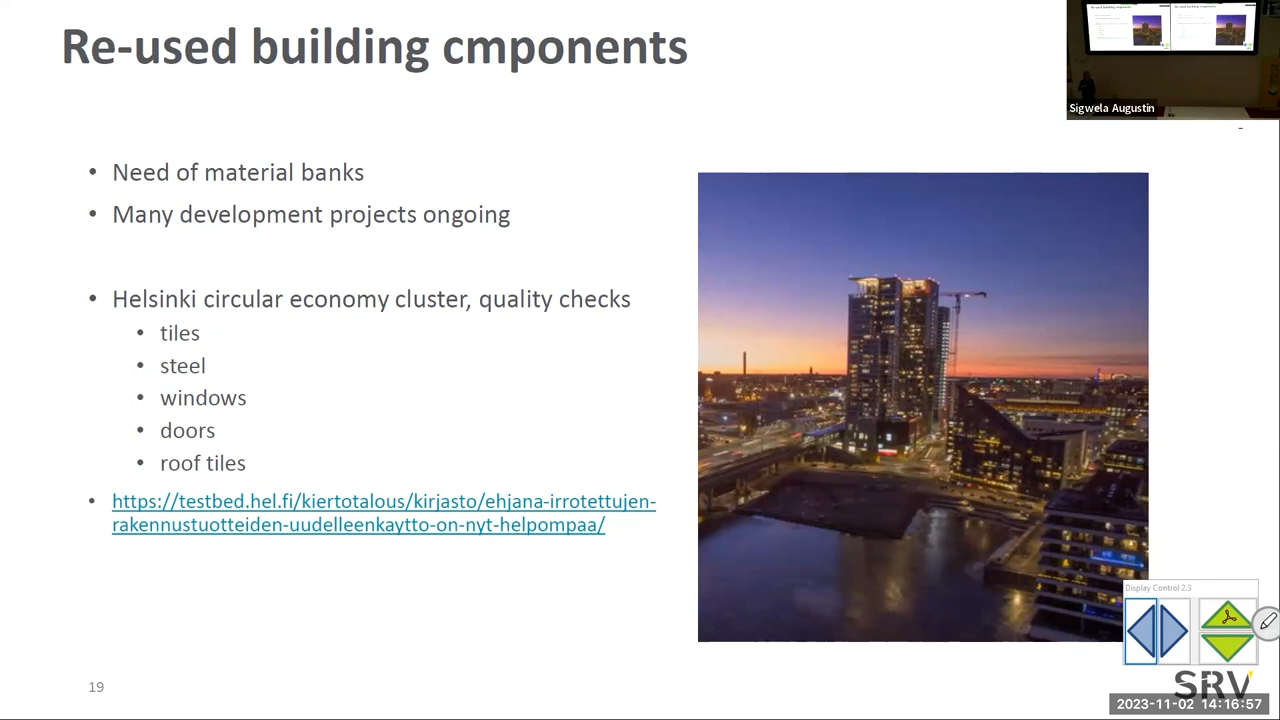 Re-used building cmponents
Sigwela Augustin
• Need of material banks
• Many development projects ongoing
• Helsinki circular economy cluster, quality checks
• tiles
• steel
• windows
• doors
• roof tiles
• https://testbed.hel.fi/kiertotalous/kirjasto/ehjana-irrotettujen-
rakennustuotteiden-uudelleenkaytto-on-nyt-helpompaa/
Display Control 2.3
19
SRV
2023-11-02 14:16:57